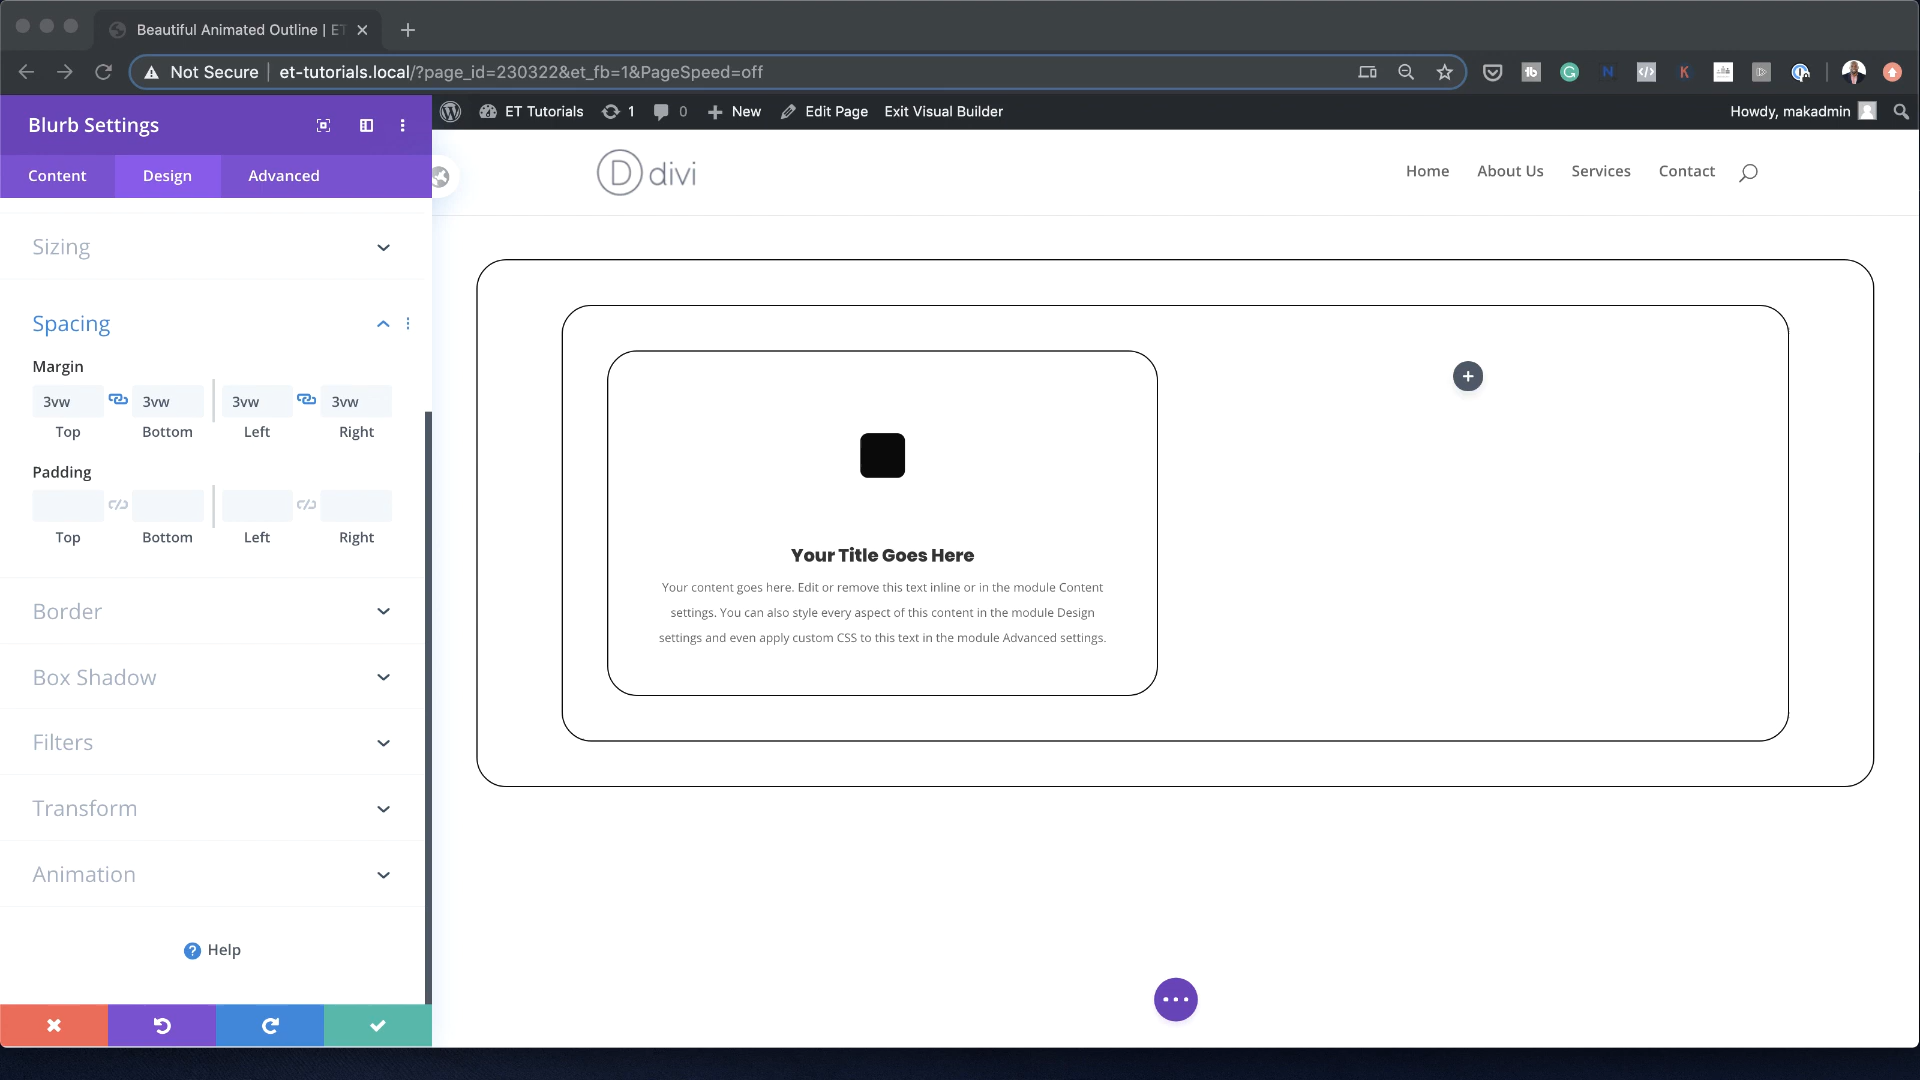 Beautiful Animated Outline | ET
Not Secure | et-tutorials.local/?page_id=230322&et_fb=1&PageSpeed=off
Blurb Settings
ET Tutorials 1 0 New Edit Page Exit Visual Builder Howdy, makadmin
Content Design Advanced
divi
Home About Us Services Contact
Sizing
Spacing
Margin
3vw 3vw 3vw 3vw
Top Bottom Left Right
Padding
Top Bottom Left Right
Border
Box Shadow
Filters
Transform
Animation
Help
Your Title Goes Here
Your content goes here. Edit or remove this text inline or in the module Content
settings. You can also style every aspect of this content in the module Design
settings and even apply custom CSS to this text in the module Advanced settings.